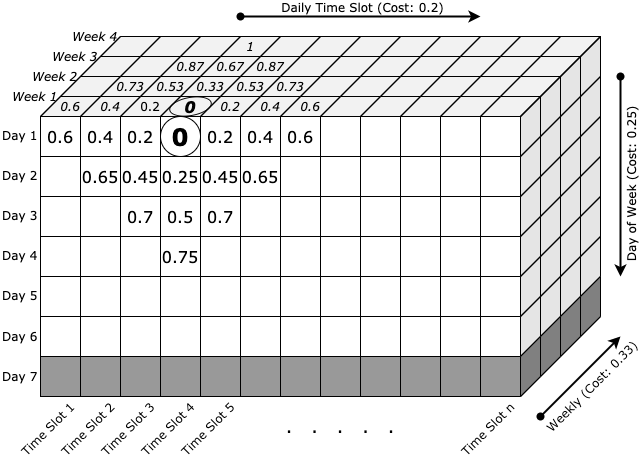 Daily Time Slot (Cost: 0.2)
Week 4 1
Week 3 0.87 0.67 0.87
Week 2 0.73 0.53 0.33 0.53 0.73
Week 1 0.6 0.4 0.2 0 0.2 0.4 0.6
Day 1 0.6 0.4 0.2 0 0.2 0.4 0.6
Day 2 0.65 0.45 0.25 0.45 0.65
Day 3 0.7 0.5 0.7
Day 4 0.75
Day 5
Day 6
Day 7
Day of Week (Cost: 0.25)
Weekly (Cost: 0.33)
Time Slot 1
Time Slot 2
Time Slot 3
Time Slot 4
Time Slot 5
. . . . .
Time Slot n